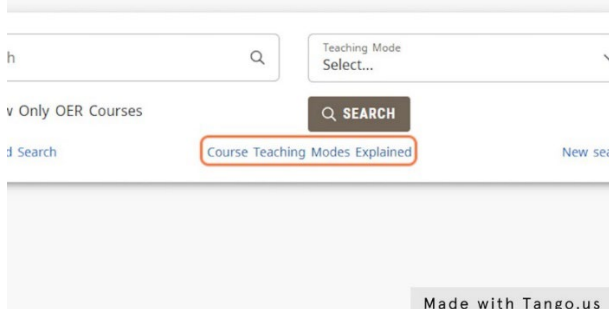 h
Teaching Mode
Select...
w Only OER Courses
SEARCH
d Search
Course Teaching Modes Explained
New sea
Made with Tango.us